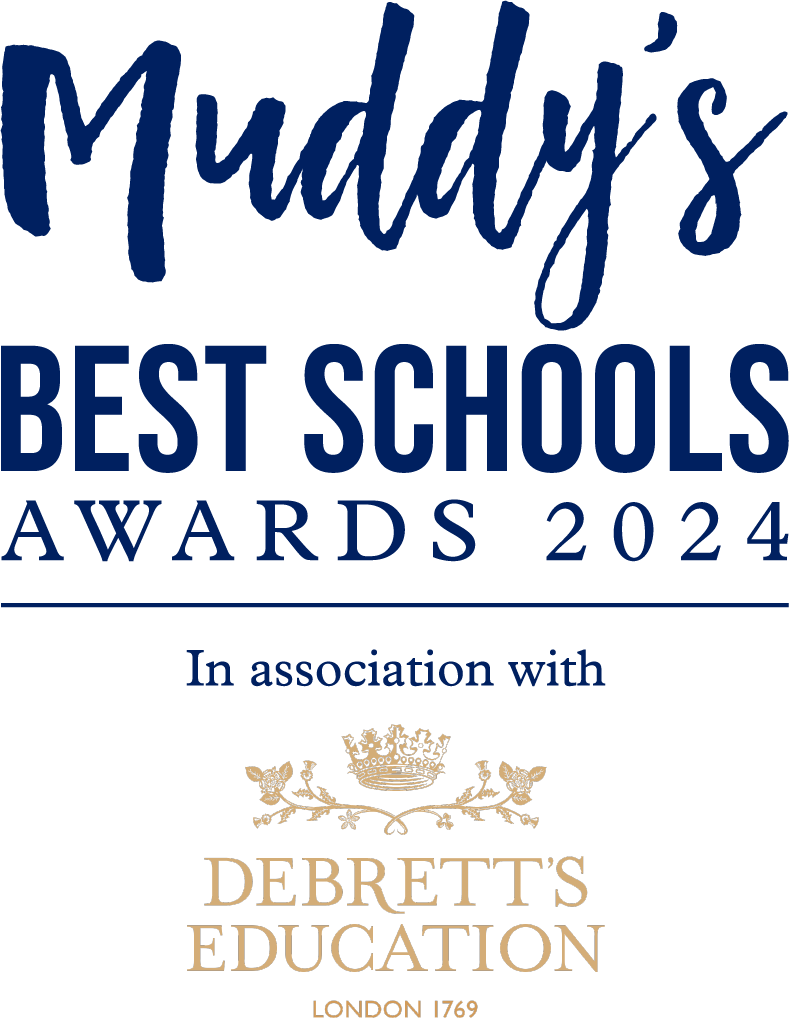 Muddy's
BEST SCHOOLS
AWARDS 2024
In association with
DEBRETT'S
EDUCATION
LONDON 1769